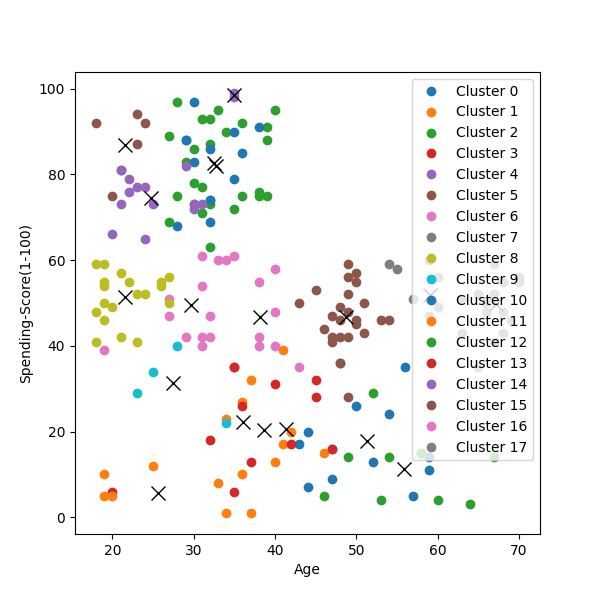 100
80
60
40
20
0
Spending-Score(1-100)
20
30
40
50
60
70
Age
Cluster 0
Cluster 1
Cluster 2
Cluster 3
Cluster 4
Cluster 5
Cluster 6
Cluster 7
Cluster 8
Cluster 9
Cluster 10
Cluster 11
Cluster 12
Cluster 13
Cluster 14
Cluster 15
Cluster 16
Cluster 17